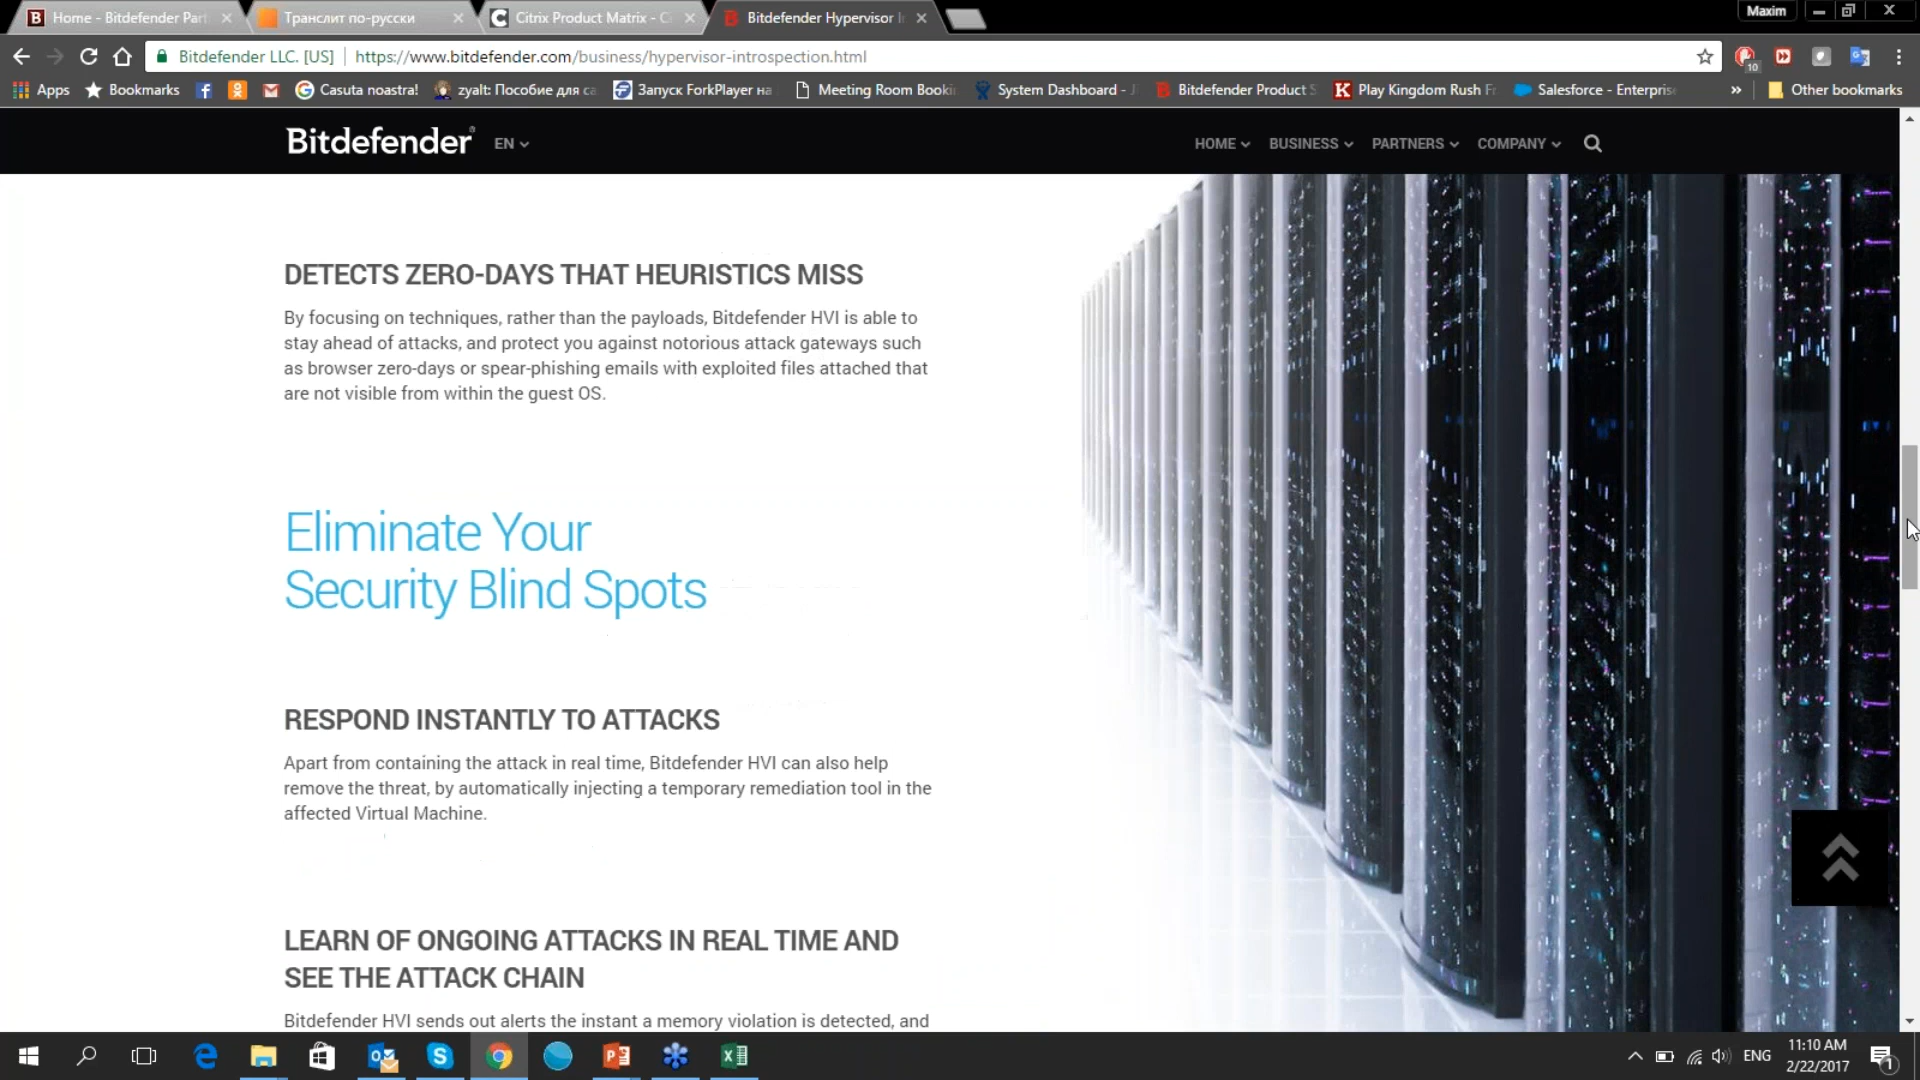 Home - Bitdefender Par
Транслит по-русски
Citrix Product Matrix - Ci
Bitdefender Hypervisor I
Maxim
Bitdefender LLC. [US]
https://www.bitdefender.com/business/hypervisor-introspection.html
10
Apps
Bookmarks
Casuta noastra!
zyalt: Пособие для са
Запуск ForkPlayer на
Meeting Room Booki
System Dashboard - J
Bitdefender Product S
Play Kingdom Rush F
Salesforce - Enterpris
»
Other bookmarks
Bitdefender
EN
HOME
BUSINESS
PARTNERS
COMPANY
DETECTS ZERO-DAYS THAT HEURISTICS MISS
By focusing on techniques, rather than the payloads, Bitdefender HVI is able to
stay ahead of attacks, and protect you against notorious attack gateways such
as browser zero-days or spear-phishing emails with exploited files attached that
are not visible from within the guest OS.
Eliminate Your
Security Blind Spots
RESPOND INSTANTLY TO ATTACKS
Apart from containing the attack in real time, Bitdefender HVI can also help
remove the threat, by automatically injecting a temporary remediation tool in the
affected Virtual Machine.
LEARN OF ONGOING ATTACKS IN REAL TIME AND
SEE THE ATTACK CHAIN
Bitdefender HVI sends out alerts the instant a memory violation is detected, and
ENG
11:10 AM
2/22/2017
1